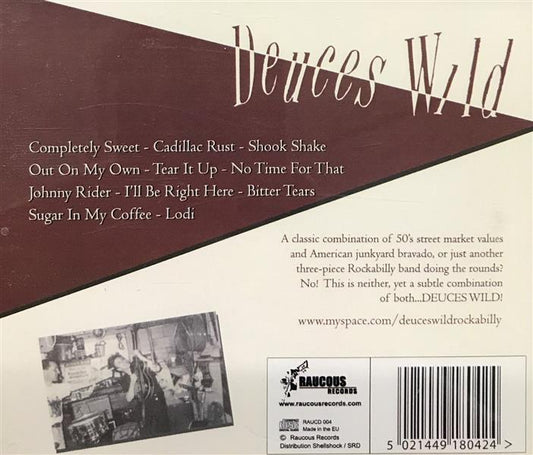 Deuces Wild
Completely Sweet - Cadillac Rust - Shook Shake
Out On My Own - Tear It Up - No Time For That
Johnny Rider - I'll Be Right Here - Bitter Tears
Sugar In My Coffee - Lodi
A classic combination of 50's street market values
and American junkyard bravado, or just another
three-piece Rockabilly band doing the rounds?
No! This is neither, yet a subtle combination
of both...DEUCES WILD!
www.myspace.com/deuceswildrockabilly
RAUCOUS
RECORDS
www.raucousrecords.com
RAUCD 004
Made in the EU
© Raucous Records
Distribution Shellshock / SRD
5 021449 180424 >